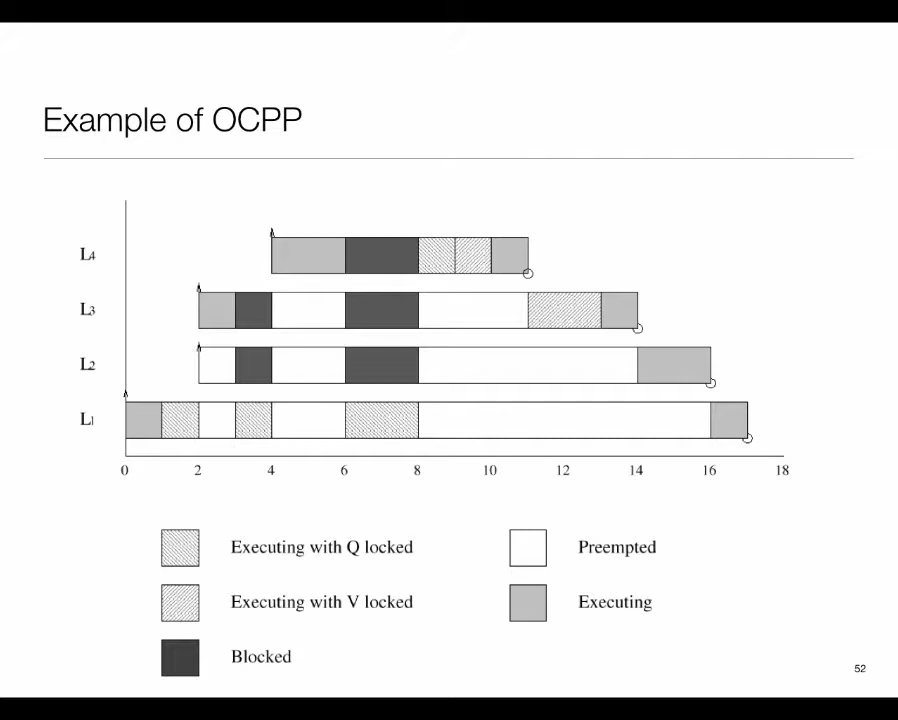 Example of OCPP
L4
L3
L2
L1
0 2 4 6 8 10 12 14 16 18
Executing with Q locked
Preempted
Executing with V locked
Executing
Blocked
52